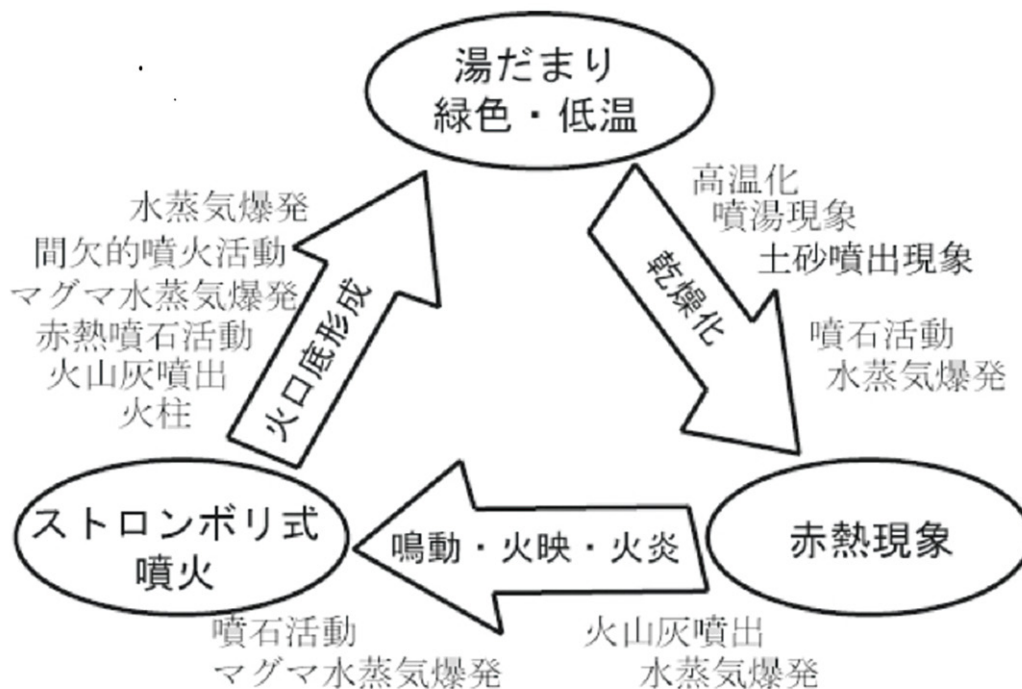 湯だまり
緑色・低温
高温化
噴湯現象
土砂噴出現象
乾燥化
噴石活動
水蒸気爆発
赤熱現象
鳴動・火映・火炎
火山灰噴出
水蒸気爆発
噴石活動
マグマ水蒸気爆発
ストロンボリ式
噴火
火口底形成
水蒸気爆発
間欠的噴火活動
マグマ水蒸気爆発
赤熱噴石活動
火山灰噴出
火柱